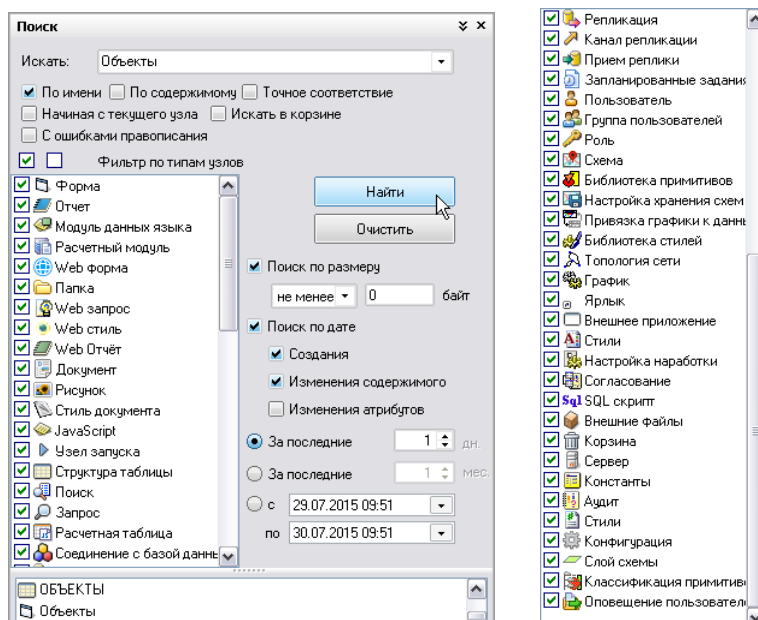 Поиск
Искать: Объекты
По имени По содержимому Точное соответствие
Начиная с текущего узла Искать в корзине
С ошибками правописания
Фильтр по типам узлов
Форма
Отчет
Модуль данных языка
Расчетный модуль
Web форма
Папка
Web запрос
Web стиль
Web Отчёт
Документ
Рисунок
Стиль документа
JavaScript
Узел запуска
Структура таблицы
Поиск
Запрос
Расчетная таблица
Соединение с базой даннь
Найти
Очистить
Поиск по размеру
не менее 0 байт
Поиск по дате
Создания
Изменения содержимого
Изменения атрибутов
За последние 1 дн.
За последние 1 мес.
с 29.07.2015 09:51
по 30.07.2015 09:51
ОБЪЕКТЫ
Объекты
Репликация
Канал репликации
Прием реплики
Запланированные задания
Пользователь
Группа пользователей
Роль
Схема
Библиотека примитивов
Настройка хранения схем
Привязка графики к даннь
Библиотека стилей
Топология сети
График
Ярлык
Внешнее приложение
Стили
Настройка наработки
Согласование
Sql SQL скрипт
Внешние файлы
Корзина
Сервер
Константы
Аудит
Стили
Конфигурация
Слой схемы
Классификация примитив
Оповещение пользовател